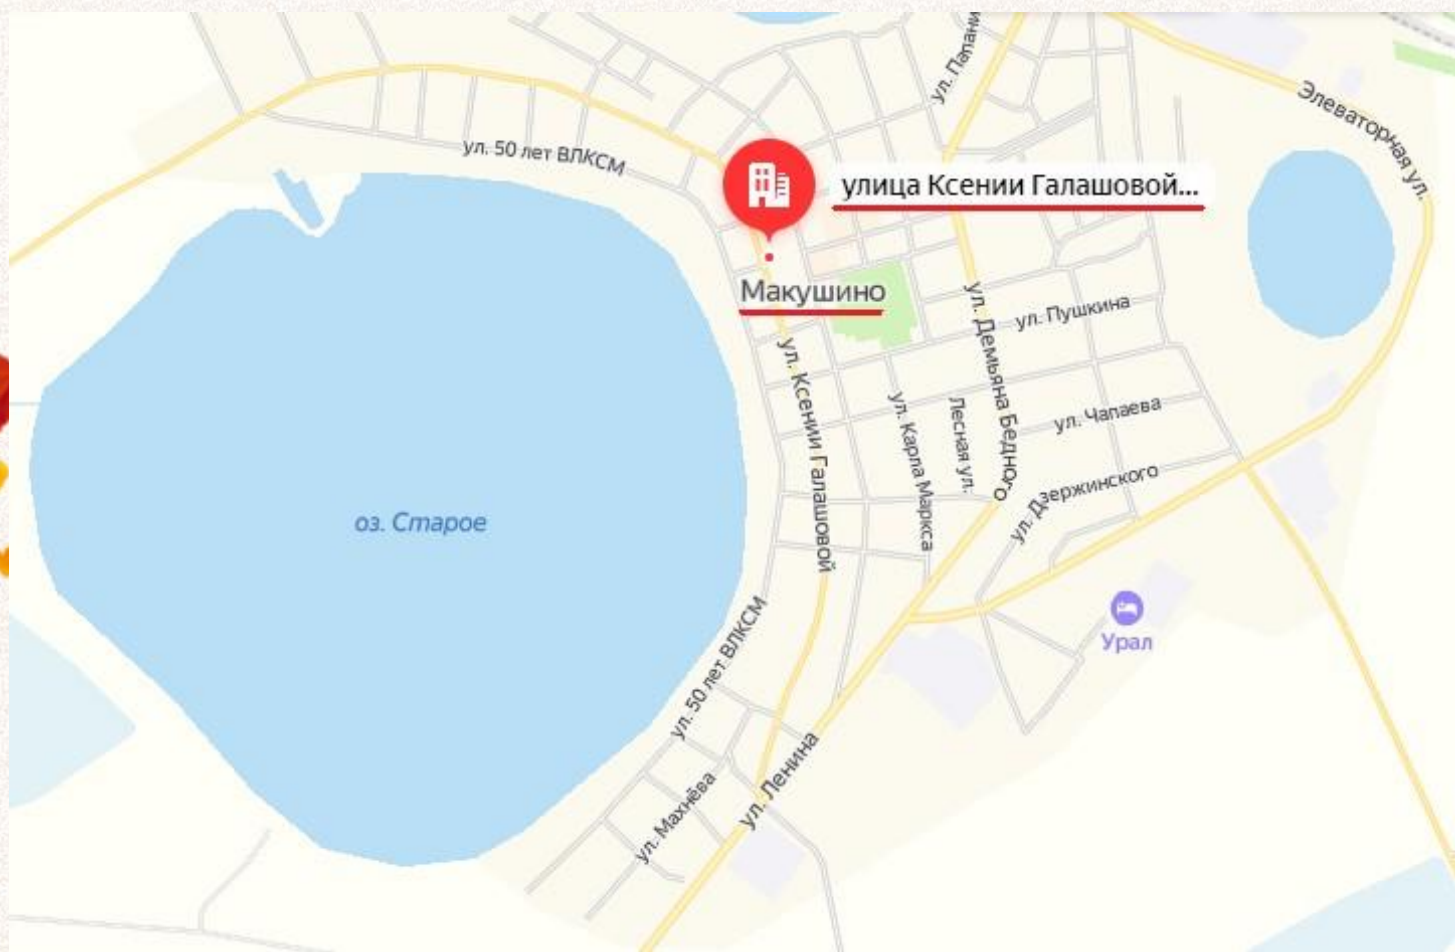 ул. Папани
Элеваторная ул.
ул. 50 лет ВЛКСМ
улица Ксении Галашовой...
Макушино
ул. Пушкина
ул. Демьяна Бедного
ул. Ксении Галашовой
ул. Карла Маркса
Лесная ул.
ул. Чапаева
ул. Дзержинского
оз. Старое
Урал
ул. 50 лет ВЛКСМ
ул. Ленина
ул. Махнёва